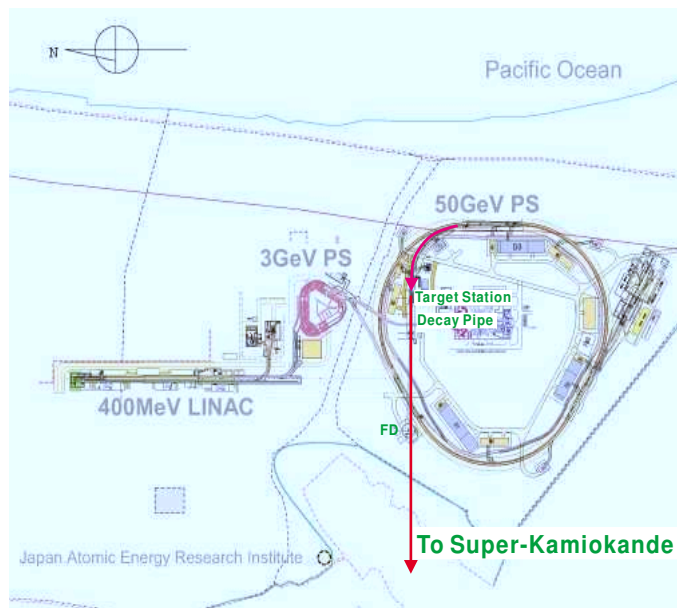 N
Pacific Ocean
50GeV PS
3GeV PS
Target Station
Decay Pipe
400MeV LINAC
FD
To Super-Kamiokande
Japan Atomic Energy Research Institute